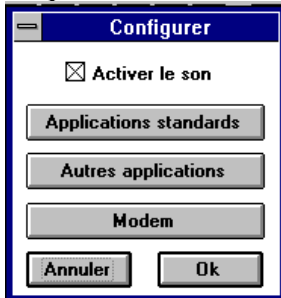 Configurer
Activer le son
Applications standards
Autres applications
Modem
Annuler
Ok